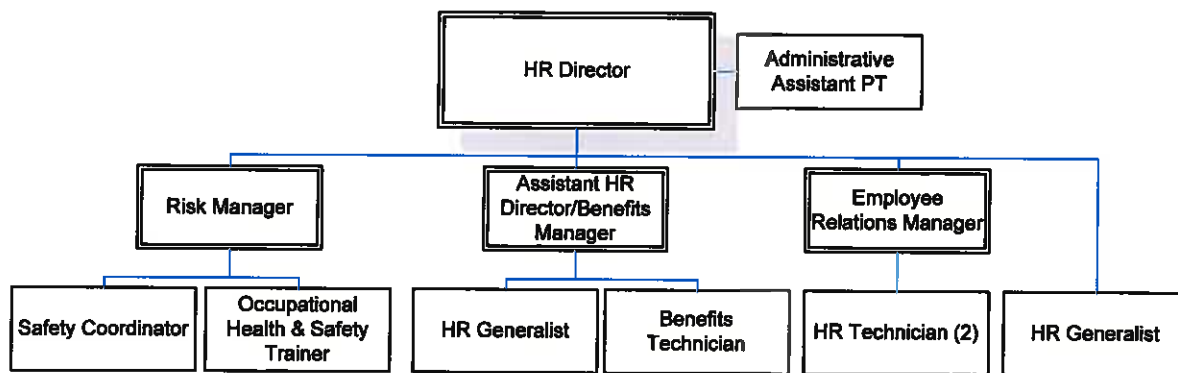 HR Director
Administrative
Assistant PT
Risk Manager
Assistant HR
Director/Benefits
Manager
Employee
Relations Manager
Safety Coordinator
Occupational
Health & Safety
Trainer
HR Generalist
Benefits
Technician
HR Technician (2)
HR Generalist